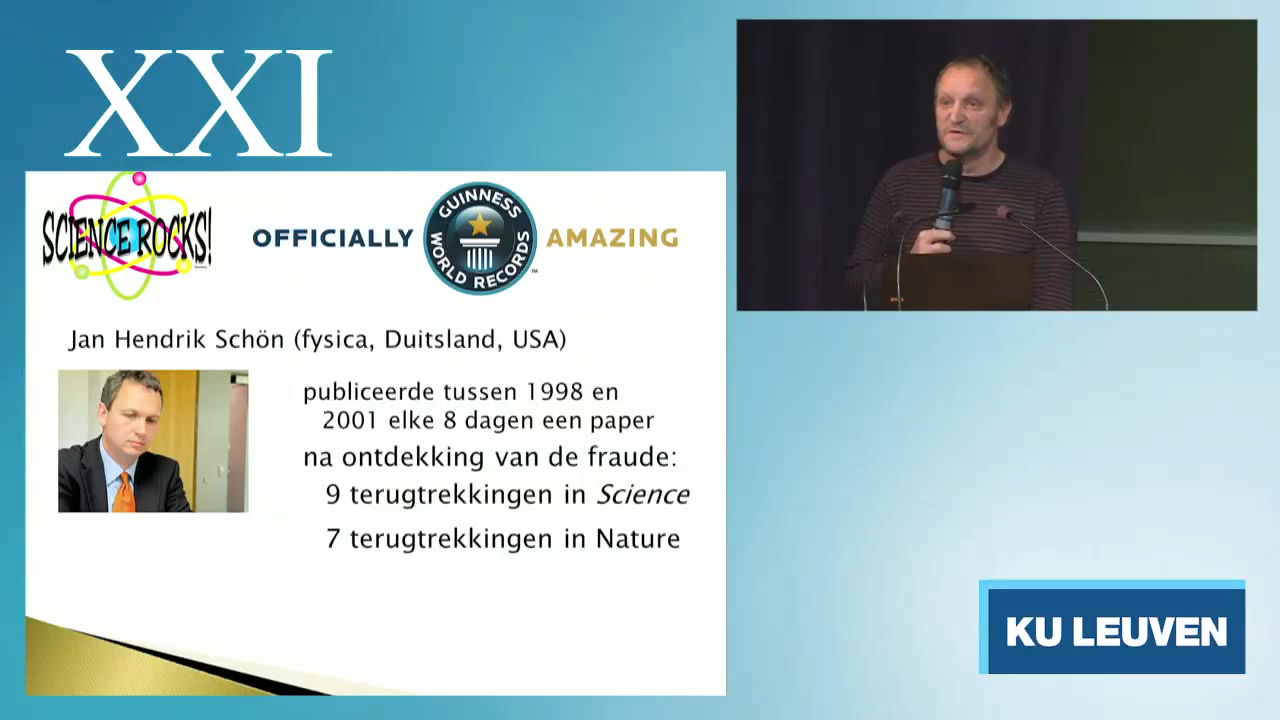 XXI
SCIENCE ROCKS!
OFFICIALLY
GUINNESS
WORLD RECORDS
™
AMAZING
Jan Hendrik Schön (fysica, Duitsland, USA)
publiceerde tussen 1998 en
2001 elke 8 dagen een paper
na ontdekking van de fraude:
9 terugtrekkingen in Science
7 terugtrekkingen in Nature
KU LEUVEN